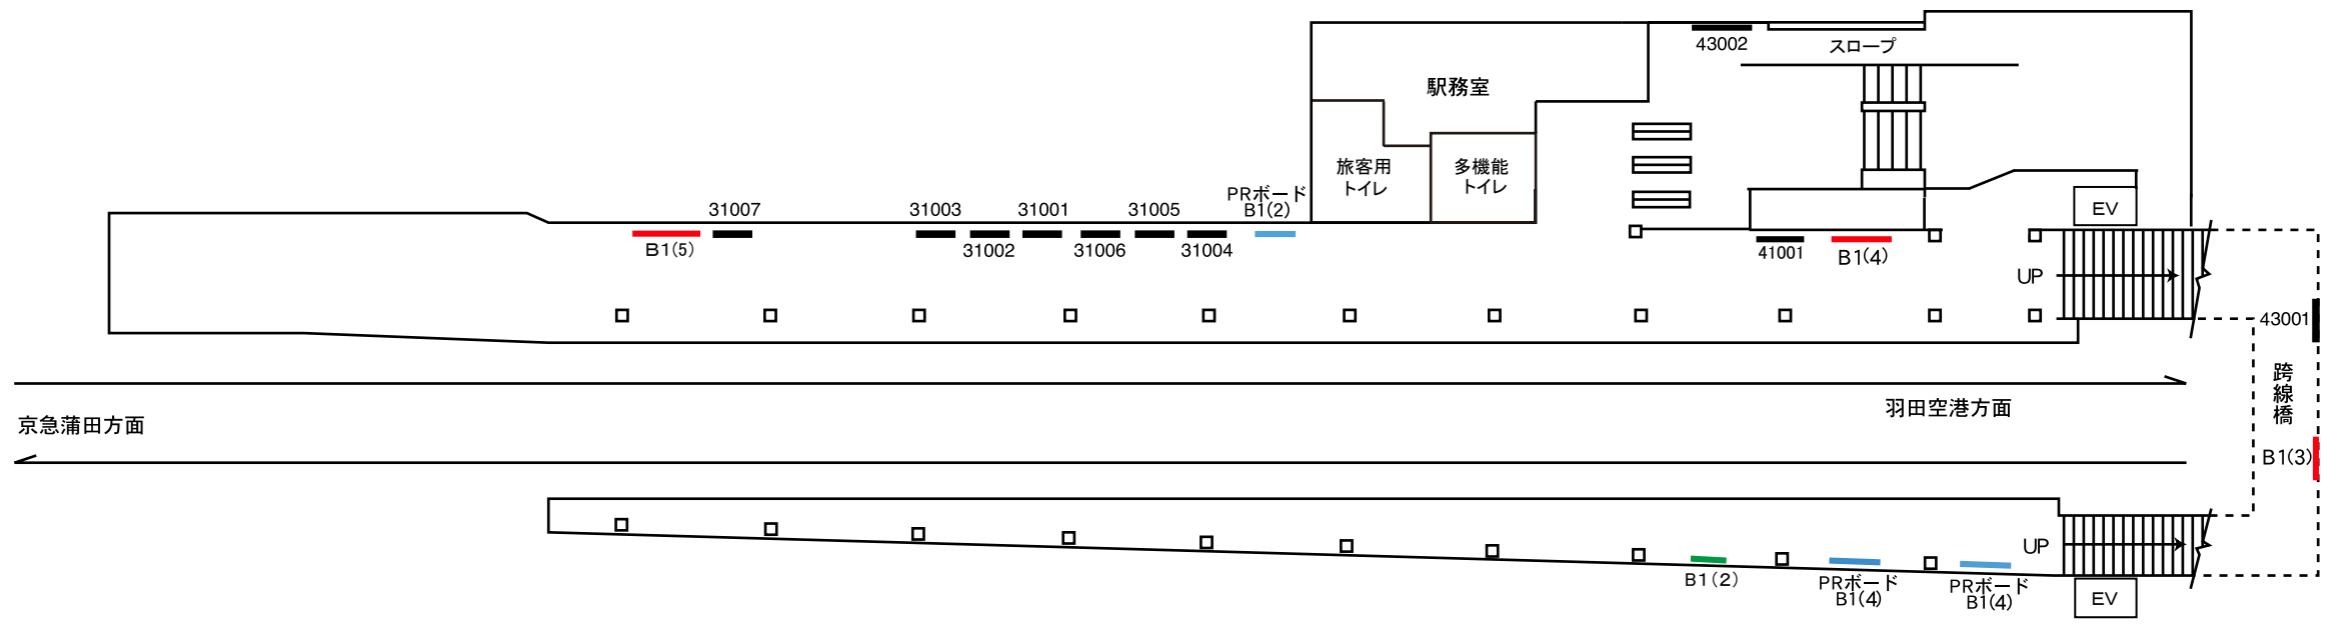 43002
スロープ
駅務室
旅客用
トイレ
多機能
トイレ
PRボード
B1(2)
31007
31003
31001
31005
EV
B1(5)
31002
31006
31004
41001
B1(4)
UP
43001
跨線橋
羽田空港方面
京急蒲田方面
B1(3)
UP
B1(2)
PRボード
B1(4)
PRボード
B1(4)
EV